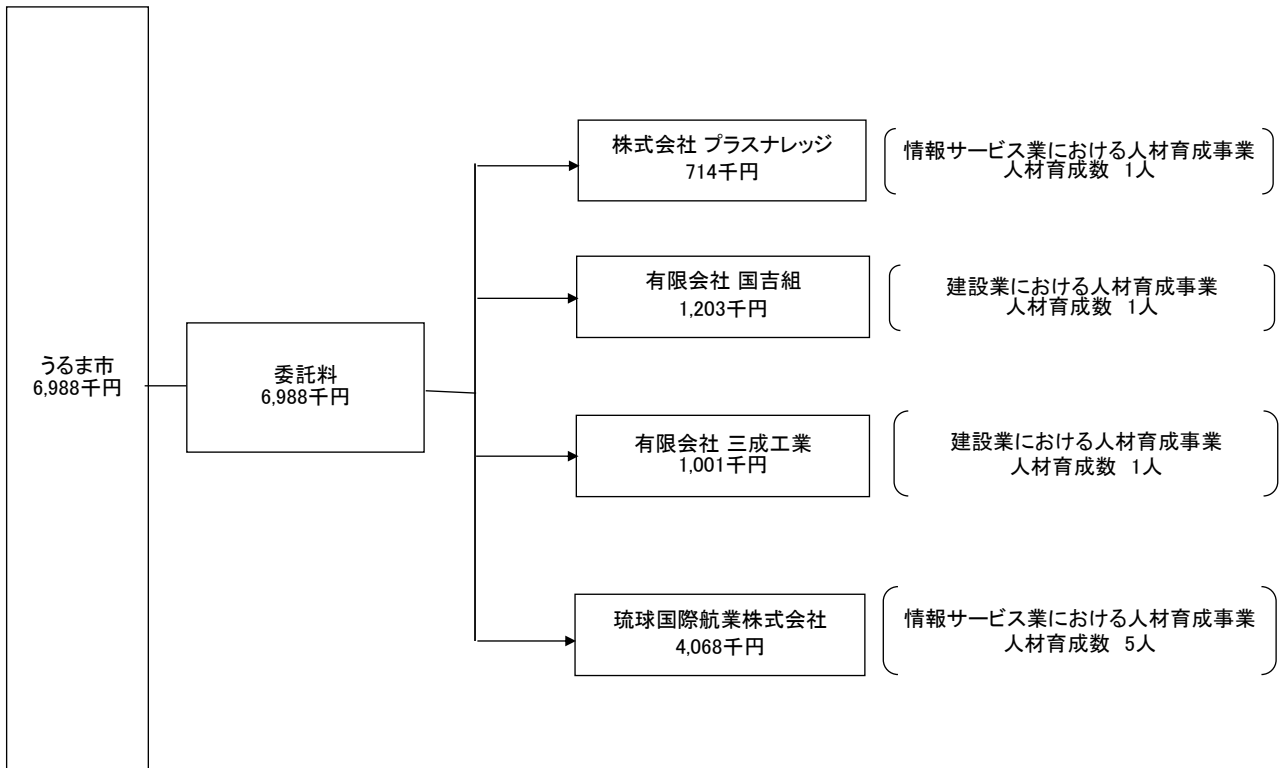 うるま市
6,988千円
委託料
6,988千円
株式会社 プラスナレッジ
714千円
情報サービス業における人材育成事業
人材育成数 1人
有限会社 国吉組
1,203千円
建設業における人材育成事業
人材育成数 1人
有限会社 三成工業
1,001千円
建設業における人材育成事業
人材育成数 1人
琉球国際航業株式会社
4,068千円
情報サービス業における人材育成事業
人材育成数 5人